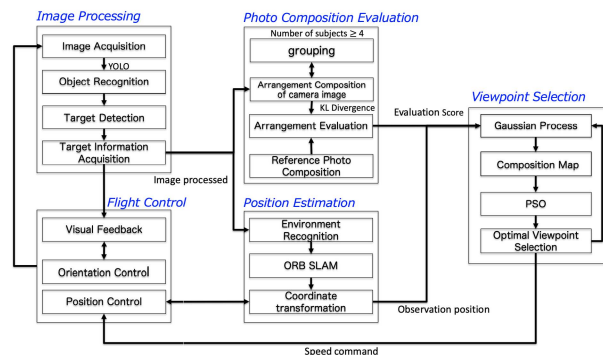 Image Processing
Image Acquisition
YOLO
Object Recognition
Target Detection
Target Information
Acquisition
Image processed
Photo Composition Evaluation
Number of subjects ≥ 4
grouping
Arrangement Composition
of camera image
KL Divergence
Arrangement Evaluation
Reference Photo
Composition
Evaluation Score
Viewpoint Selection
Gaussian Process
Composition Map
PSO
Optimal Viewpoint
Selection
Flight Control
Visual Feedback
Orientation Control
Position Control
Position Estimation
Environment
Recognition
ORB SLAM
Coordinate
transformation
Observation position
Speed command